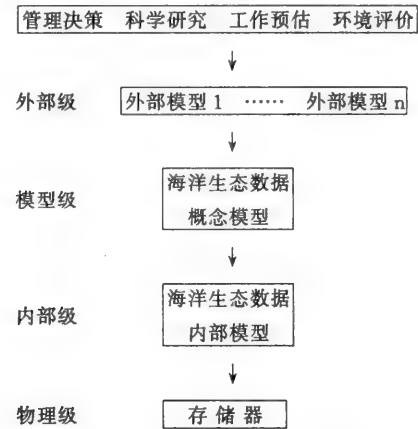 管理决策 科学研究 工作预估 环境评价
↓
外部级 外部模型1 …… 外部模型n
↓
模型级 海洋生态数据
概念模型
↓
内部级 海洋生态数据
内部模型
↓
物理级 存储器